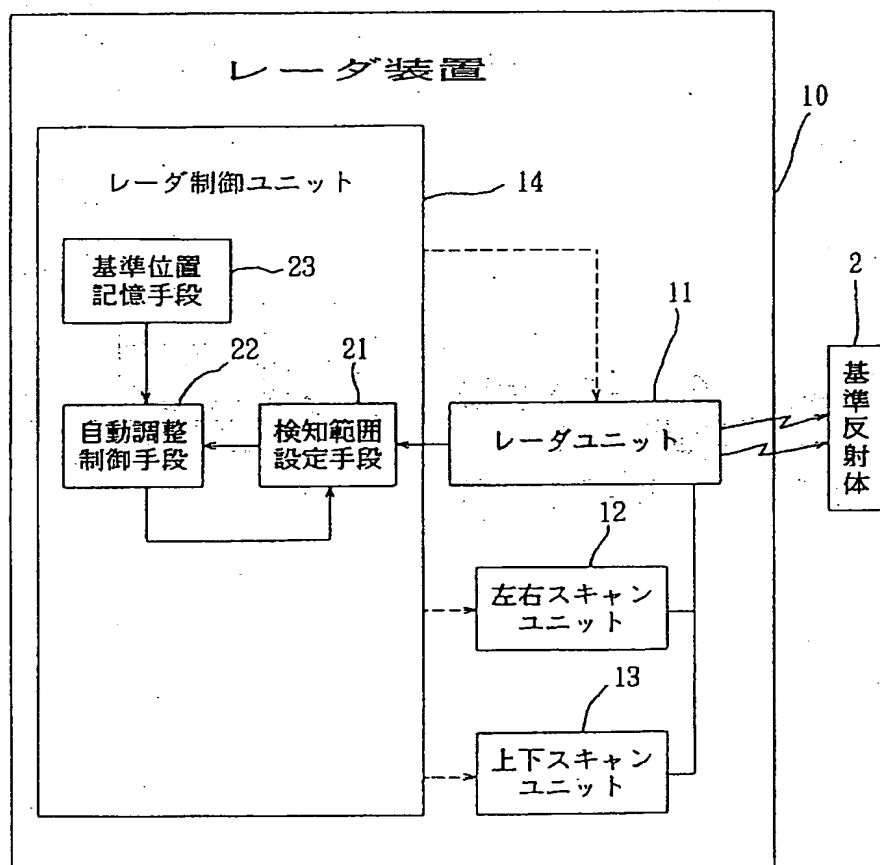 レーダ装置
10
レーダ制御ユニット
14
基準位置
記憶手段
23
11
2
22
21
自動調整
制御手段
検知範囲
設定手段
レーダユニット
基準反射体
12
左右スキャン
ユニット
13
上下スキャン
ユニット